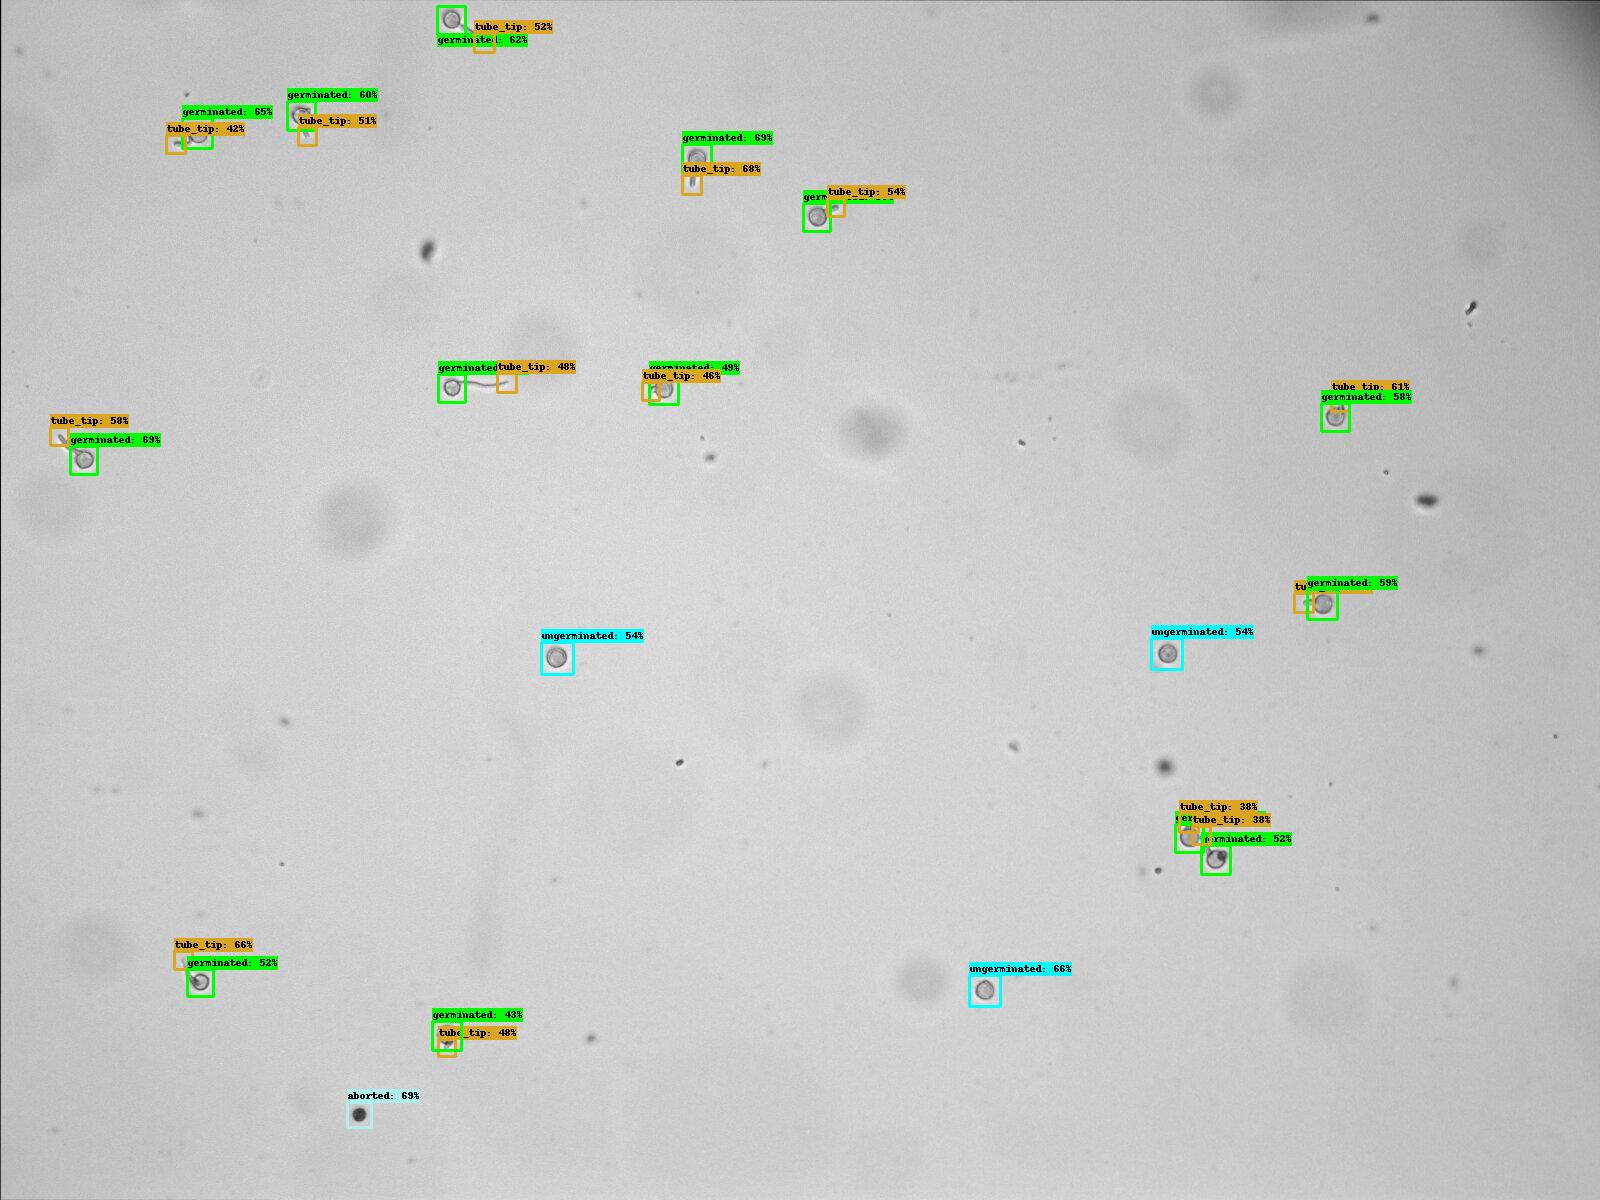 tube_tip: 52%
germinated: 62%
germinated: 60%
germinated: 65%
tube_tip: 51%
tube_tip: 42%
germinated: 69%
tube_tip: 68%
tube_tip: 54%
germinated
tube_tip: 48%
germinated: 49%
tube_tip: 46%
tube_tip: 61%
germinated: 58%
tube_tip: 58%
germinated: 69%
germinated: 59%
ungerminated: 54%
ungerminated: 54%
tube_tip: 38%
tube_tip: 38%
germinated: 52%
tube_tip: 66%
germinated: 52%
ungerminated: 66%
germinated: 43%
tube_tip: 48%
aborted: 69%